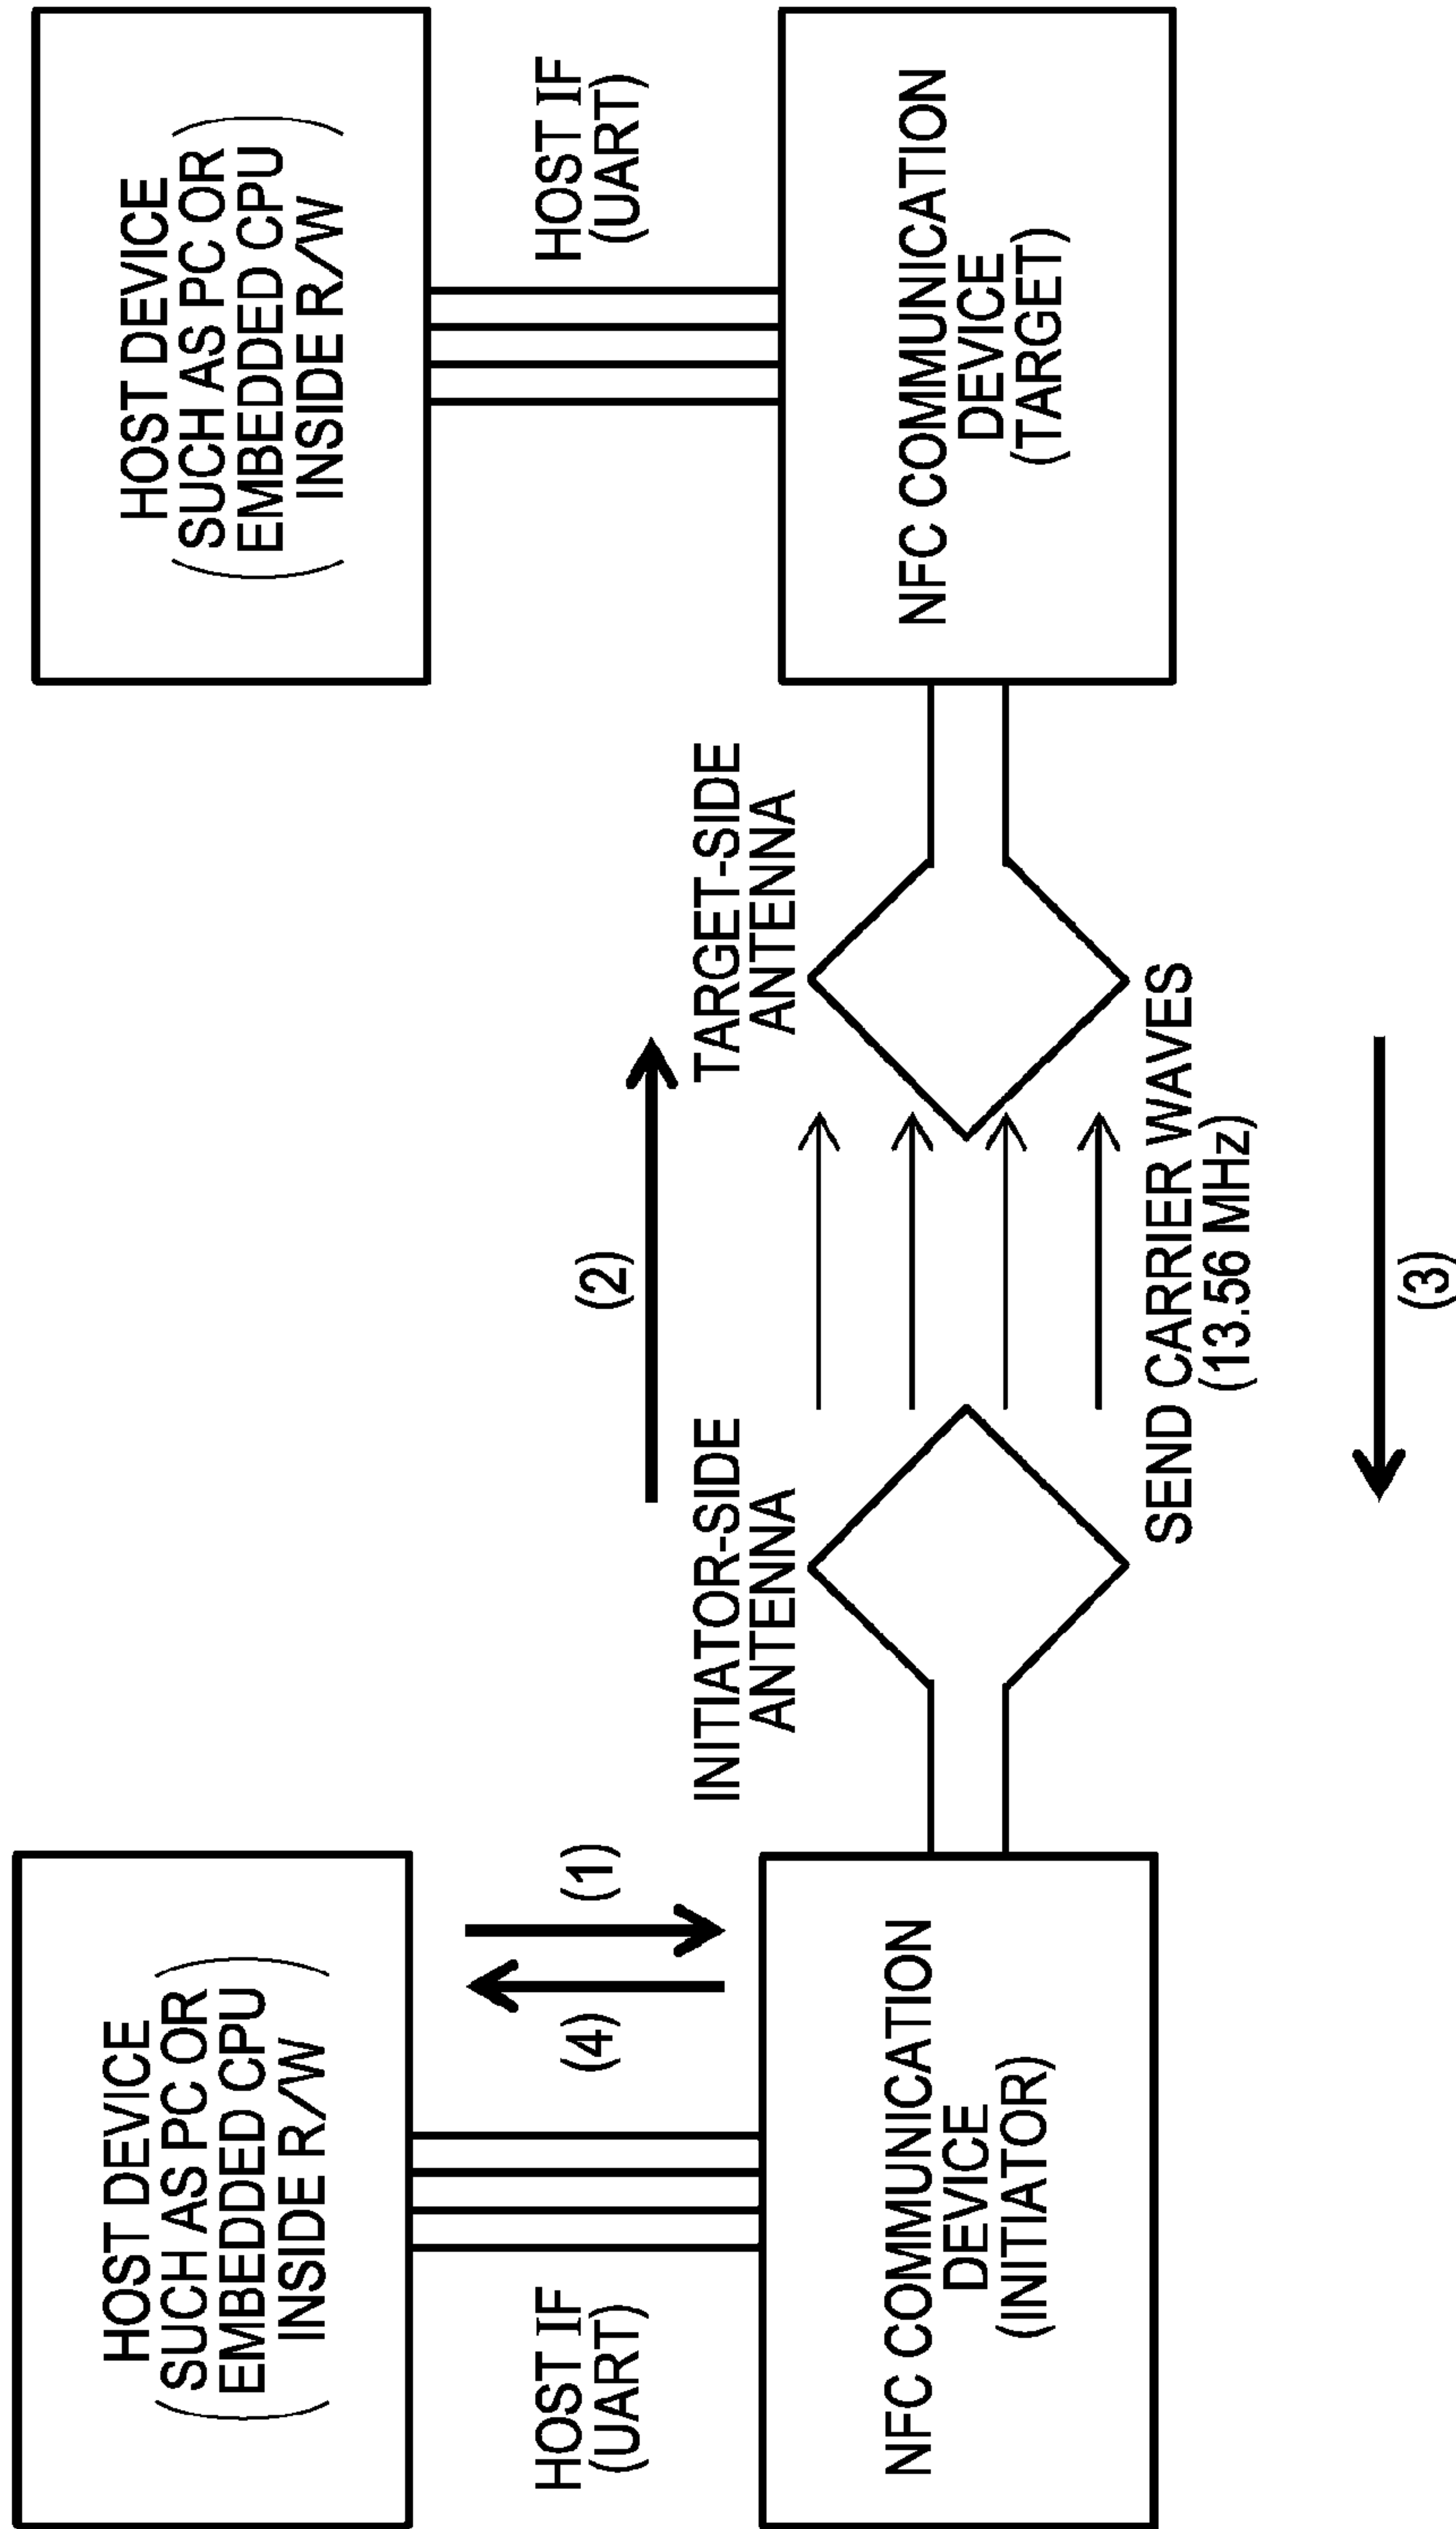 HOST DEVICE
(SUCH AS PC OR
EMBEDDED CPU
INSIDE R/W)
HOST IF
(UART)
(4)
(1)
NFC COMMUNICATION
DEVICE
(INITIATOR)
INITIATOR-SIDE
ANTENNA
(2)
SEND CARRIER WAVES
(13.56 MHz)
(3)
TARGET-SIDE
ANTENNA
HOST DEVICE
(SUCH AS PC OR
EMBEDDED CPU
INSIDE R/W)
HOST IF
(UART)
NFC COMMUNICATION
DEVICE
(TARGET)